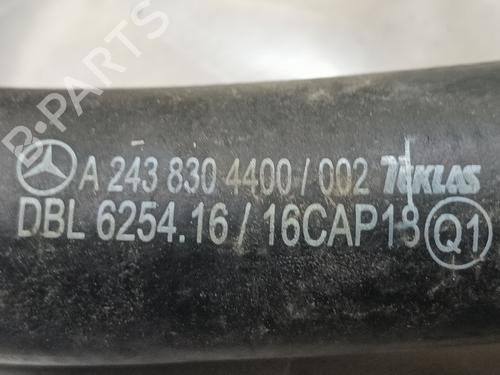 A 243 830 4400 / 002 TEKLAS
DBL 6254.16 / 16CAP18 Q1
B-PARTS